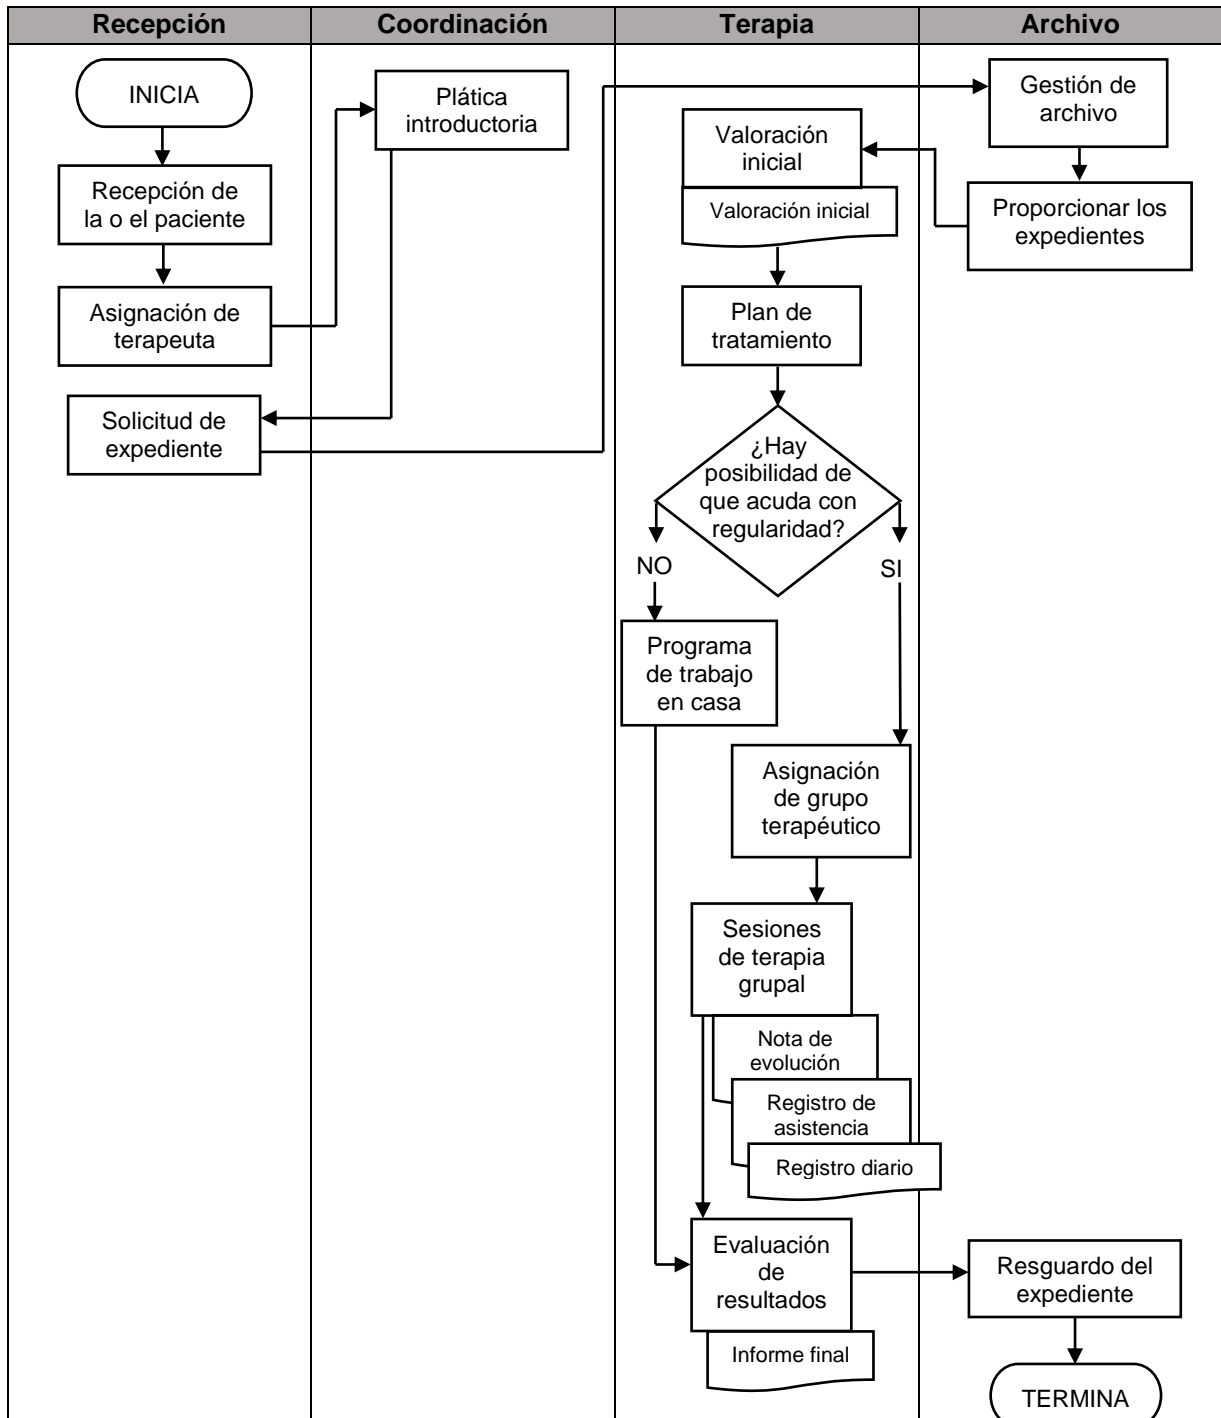 Recepción
Coordinación
Terapia
Archivo
INICIA
Recepción de
la o el paciente
Asignación de
terapeuta
Solicitud de
expediente
Plática
introductoria
Valoración
inicial
Valoración inicial
Plan de
tratamiento
¿Hay
posibilidad de
que acuda con
regularidad?
NO
SI
Programa
de trabajo
en casa
Asignación
de grupo
terapéutico
Sesiones
de terapia
grupal
Nota de
evolución
Registro de
asistencia
Registro diario
Evaluación
de
resultados
Informe final
Gestión de
archivo
Proporcionar los
expedientes
Resguardo del
expediente
TERMINA